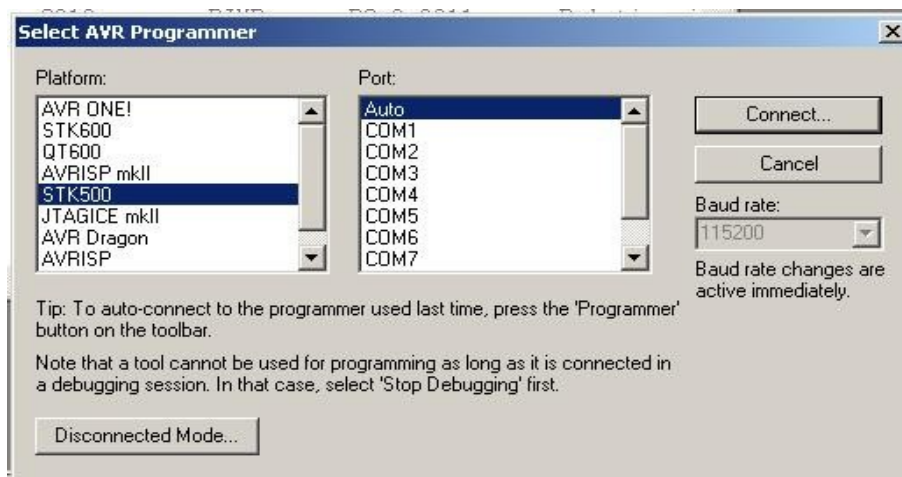 Select AVR Programmer
Platform:
AVR ONE!
STK600
QT600
AVRISP mkII
STK500
JTAGICE mkII
AVR Dragon
AVRISP
Port:
Auto
COM1
COM2
COM3
COM4
COM5
COM6
COM7
Connect...
Cancel
Baud rate:
115200
Baud rate changes are
active immediately.
Tip: To auto-connect to the programmer used last time, press the 'Programmer'
button on the toolbar.
Note that a tool cannot be used for programming as long as it is connected in
a debugging session. In that case, select 'Stop Debugging' first.
Disconnected Mode...